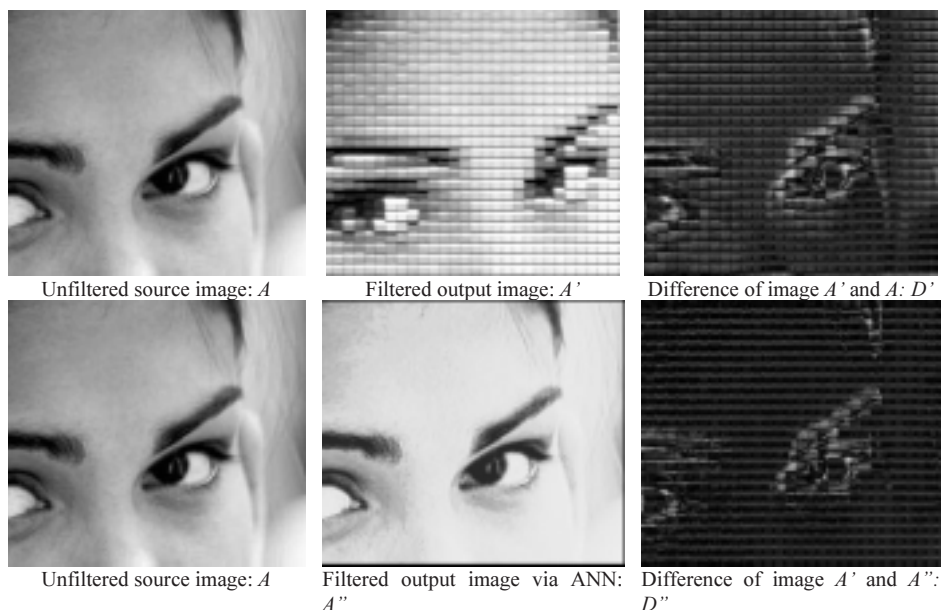 Unfiltered source image: A
Filtered output image: A’
Difference of image A’ and A: D’
Unfiltered source image: A
Filtered output image via ANN:
A”
Difference of image A’ and A”:
D”